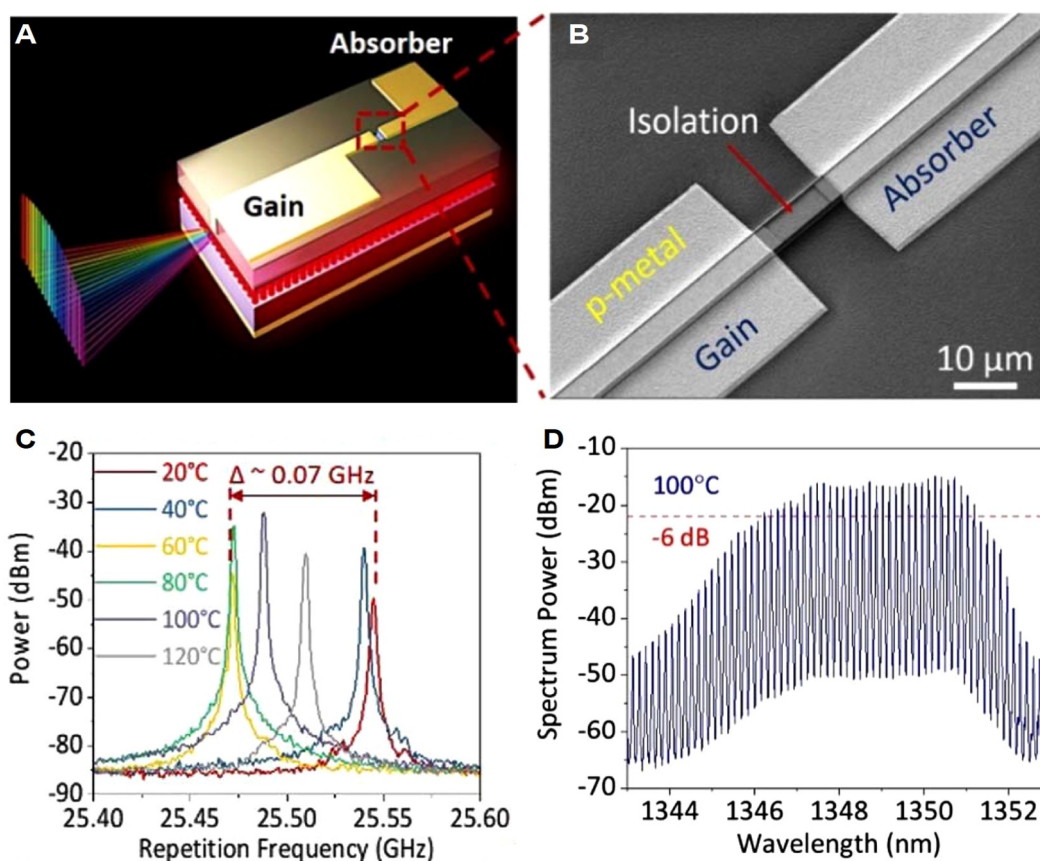 A
Absorber
Gain
B
Isolation
Absorber
p-metal
Gain
10 μm
C
-20
-30
-40
-50
-60
-70
-80
-90
Power (dBm)
20°C
40°C
60°C
80°C
100°C
120°C
Δ ~ 0.07 GHz
25.40 25.45 25.50 25.55 25.60
Repetition Frequency (GHz)
D
-10
-20
-30
-40
-50
-60
-70
Spectrum Power (dBm)
100°C
-6 dB
1344 1346 1348 1350 1352
Wavelength (nm)